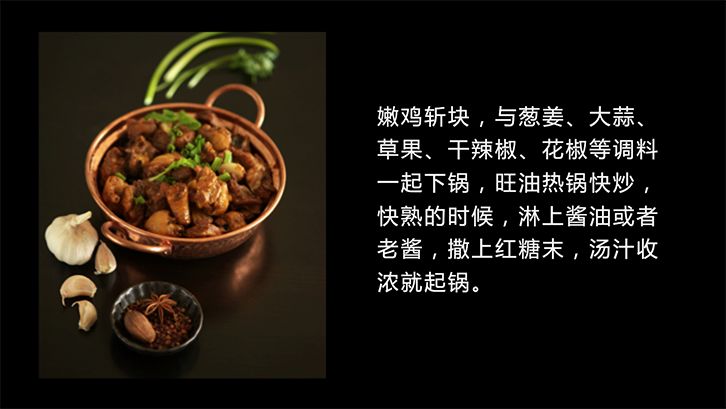 嫩鸡斩块，与葱姜、大蒜、
草果、干辣椒、花椒等调料
一起下锅，旺油热锅快炒，
快熟的时候，淋上酱油或者
老酱，撒上红糖末，汤汁收
浓就起锅。